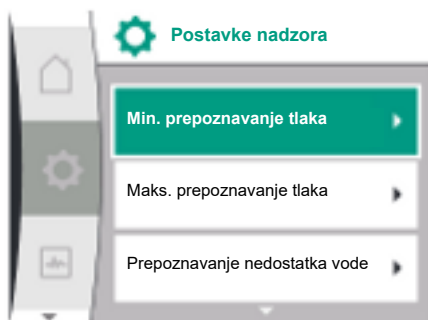 Postavke nadzora
Min. prepoznavanje tlaka
Maks. prepoznavanje tlaka
Prepoznavanje nedostatka vode